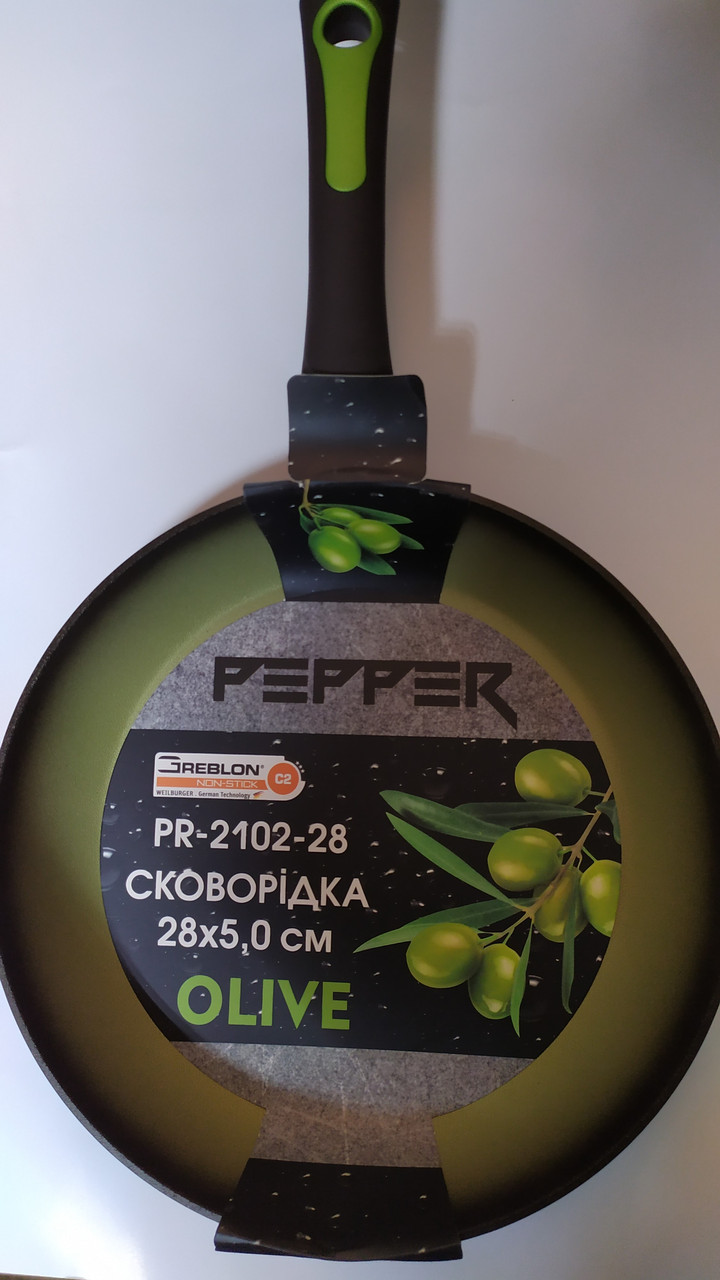 PEPPER
GREBLON®
NON-STICK
C2
WEILBURGER . German Technology
PR-2102-28
СКОВОРіДКА
28x5,0 см
OLIVE